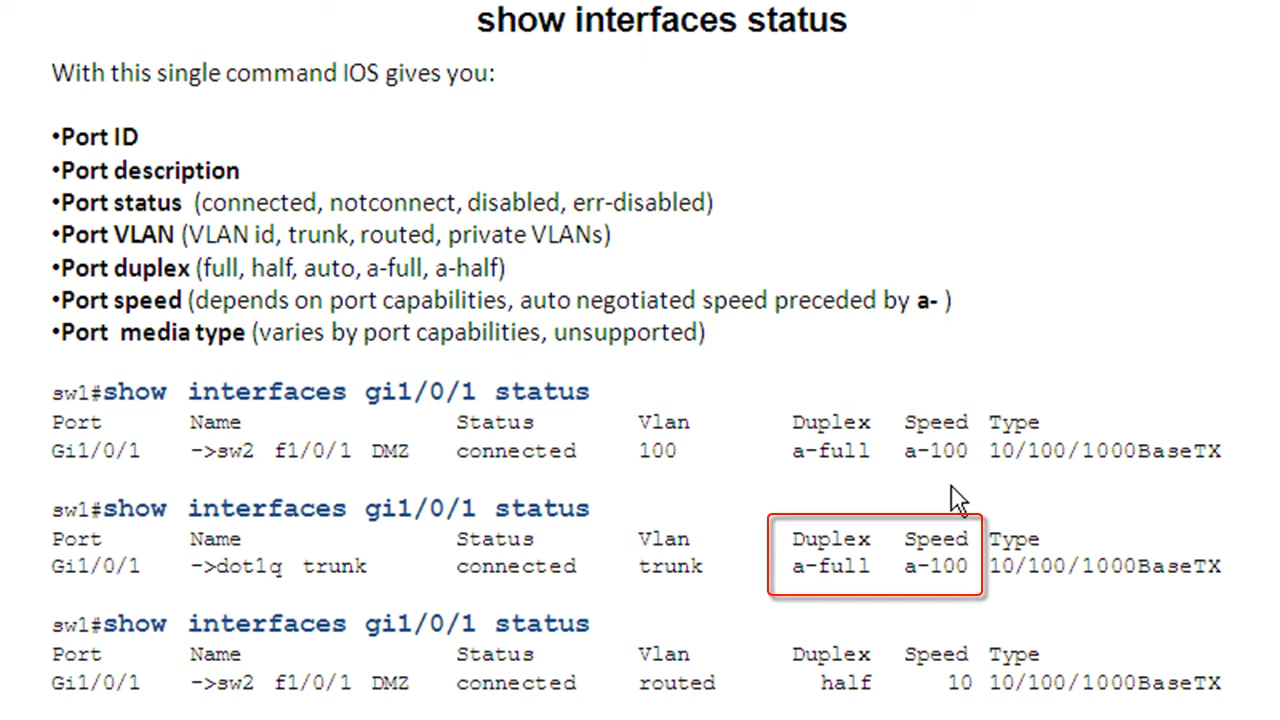 show interfaces status
With this single command IOS gives you:
•Port ID
•Port description
•Port status (connected, notconnect, disabled, err-disabled)
•Port VLAN (VLAN id, trunk, routed, private VLANs)
•Port duplex (full, half, auto, a-full, a-half)
•Port speed (depends on port capabilities, auto negotiated speed preceded by a- )
•Port media type (varies by port capabilities, unsupported)
sw1#show interfaces gi1/0/1 status
Port Name Status Vlan Duplex Speed Type
Gi1/0/1 ->sw2 f1/0/1 DMZ connected 100 a-full a-100 10/100/1000BaseTX
sw1#show interfaces gi1/0/1 status
Port Name Status Vlan Duplex Speed Type
Gi1/0/1 ->dot1q trunk connected trunk a-full a-100 10/100/1000BaseTX
sw1#show interfaces gi1/0/1 status
Port Name Status Vlan Duplex Speed Type
Gi1/0/1 ->sw2 f1/0/1 DMZ connected routed half 10 10/100/1000BaseTX